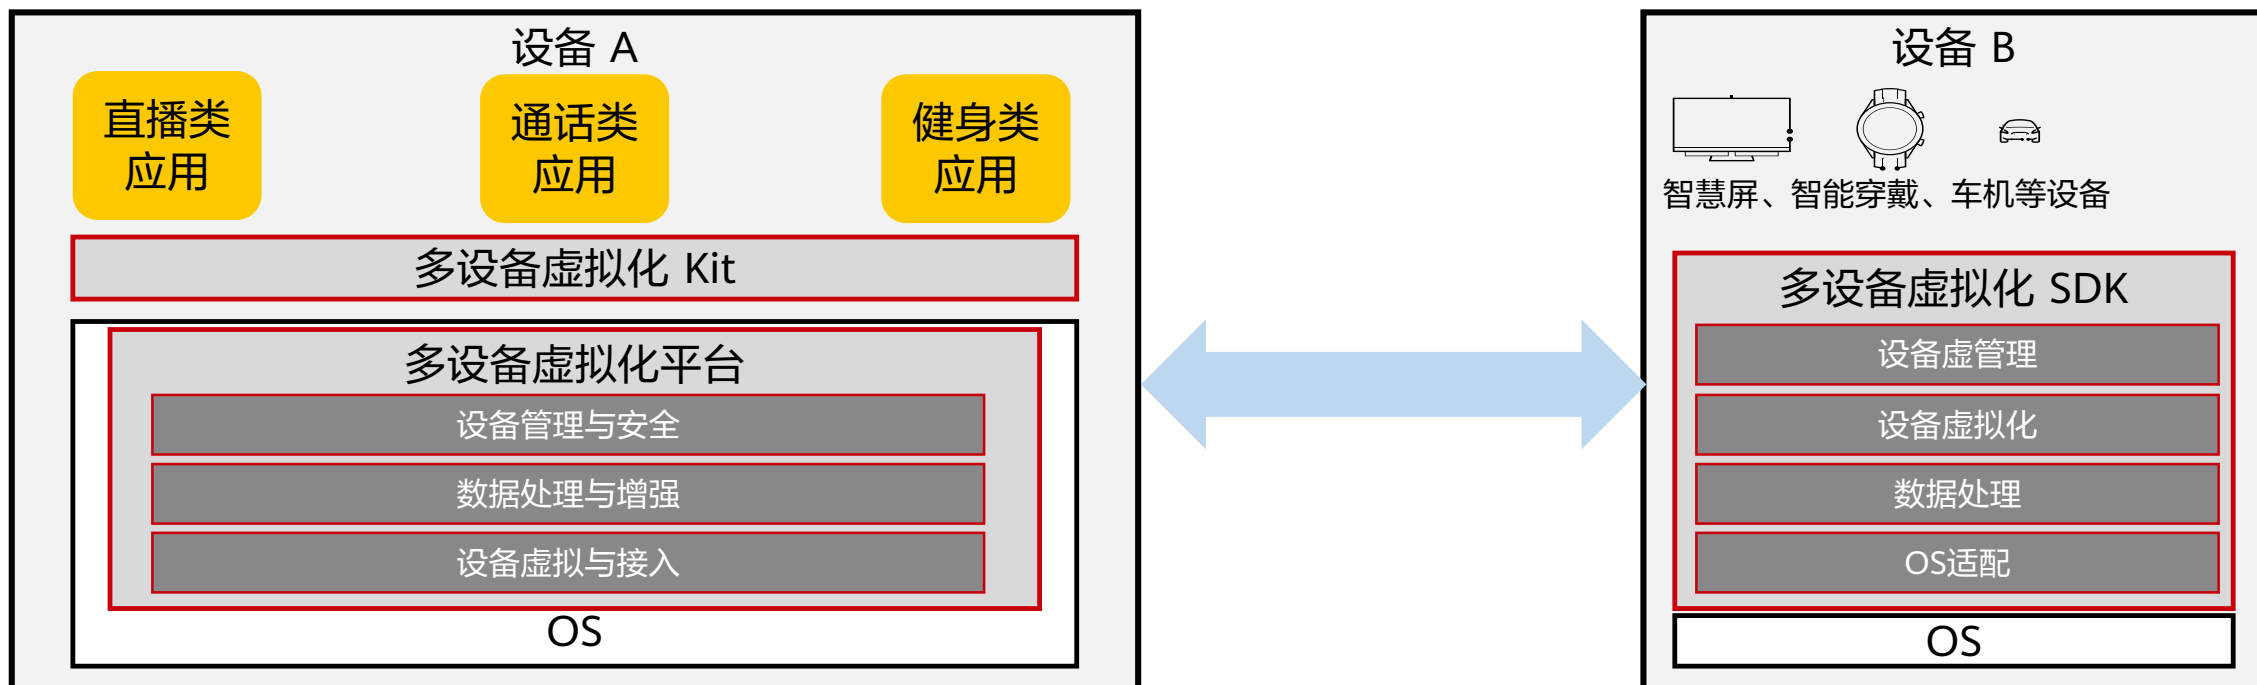 设备 A
直播类
应用
通话类
应用
健身类
应用
多设备虚拟化 Kit
多设备虚拟化平台
设备管理与安全
数据处理与增强
设备虚拟与接入
OS
设备 B
智慧屏、智能穿戴、车机等设备
多设备虚拟化 SDK
设备虚管理
设备虚拟化
数据处理
OS适配
OS